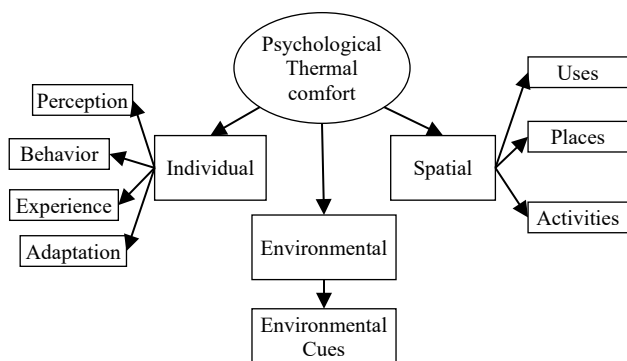 Psychological
Thermal
comfort
Perception
Behavior
Experience
Adaptation
Individual
Environmental
Environmental
Cues
Spatial
Uses
Places
Activities